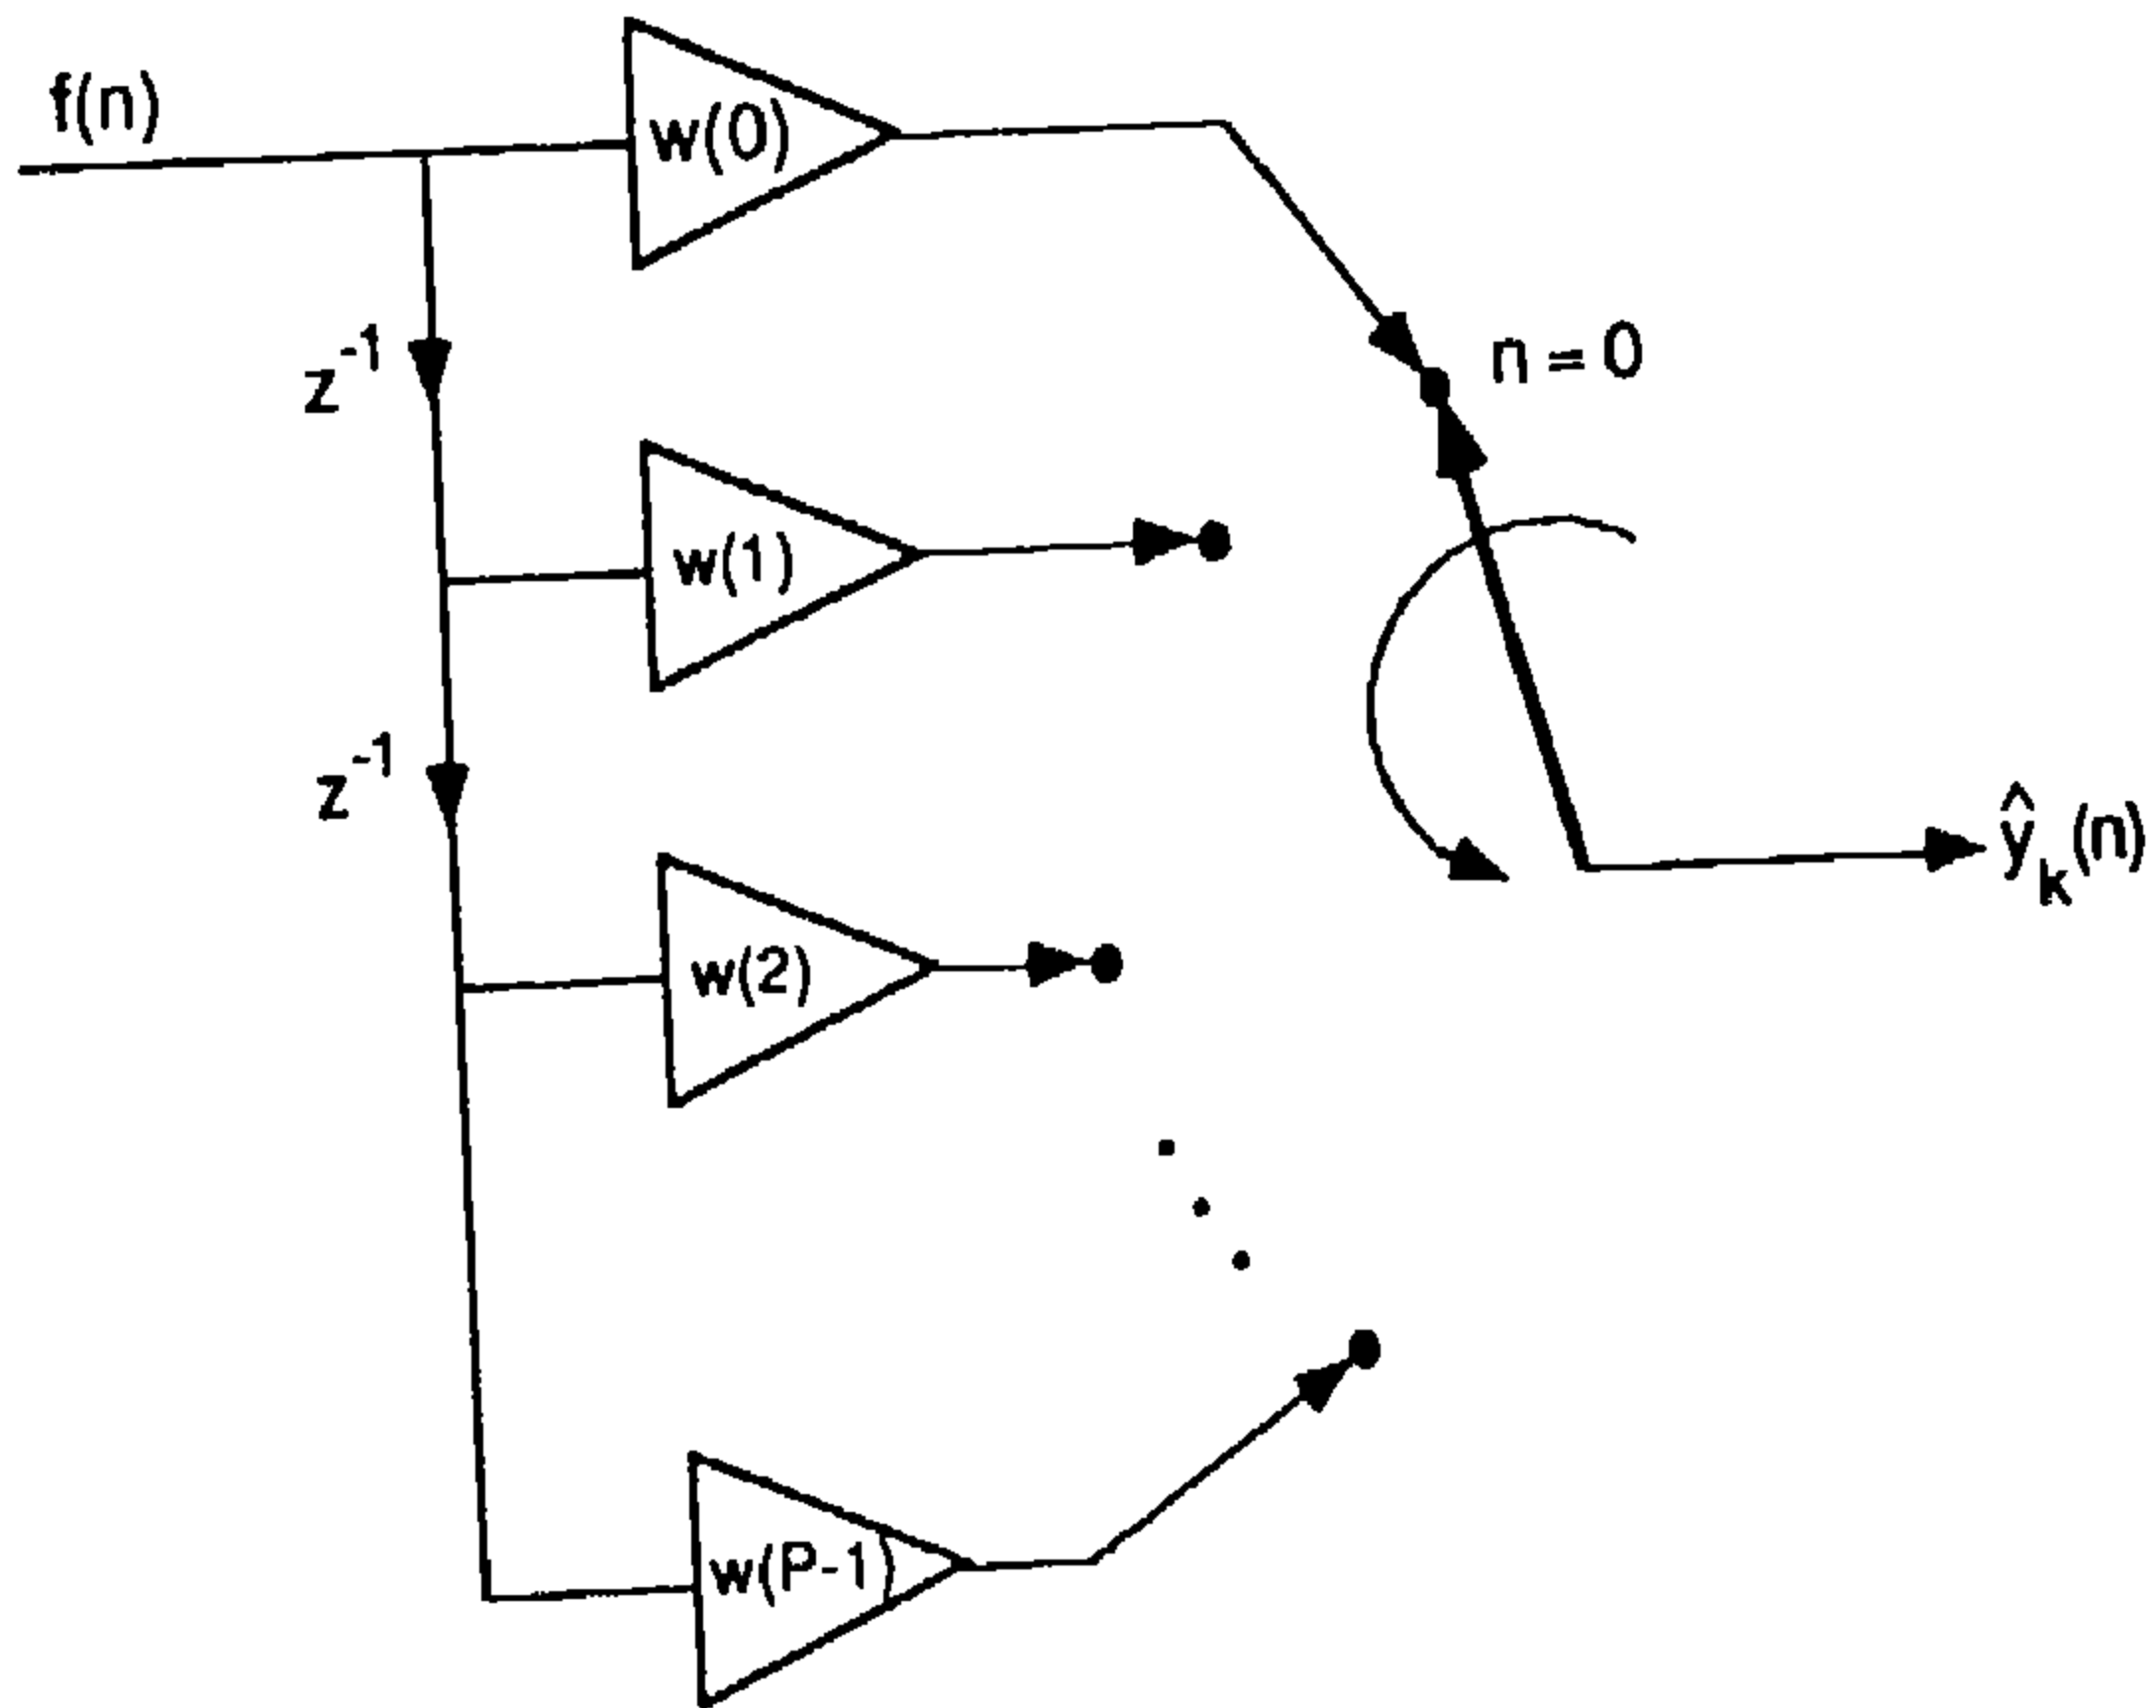 f(n)
w(0)
z⁻¹
n = 0
w(1)
z⁻¹
ŷₖ(n)
w(2)
w(P-1)